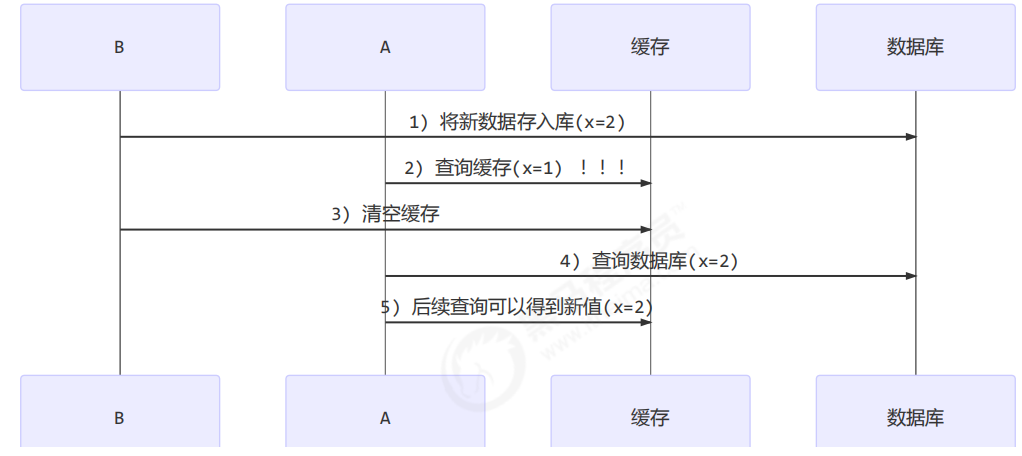 B A 缓存 数据库
1) 将新数据存入库(x=2)
2) 查询缓存(x=1) ！！！
3) 清空缓存
4) 查询数据库(x=2)
5) 后续查询可以得到新值(x=2)
B A 缓存 数据库